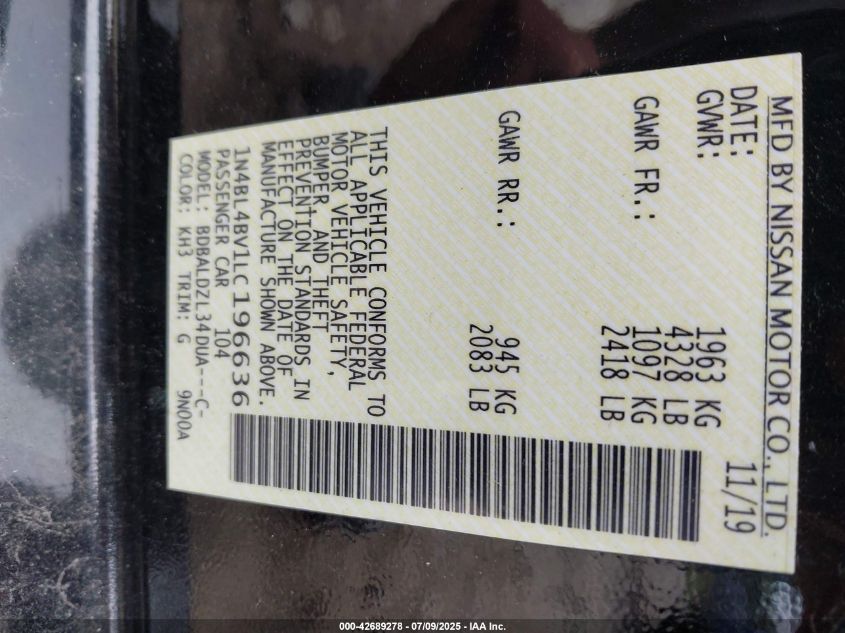 MFD BY NISSAN MOTOR CO., LTD.
DATE: 11/19
GVWR: 1963 KG
4328 LB
GAWR FR.: 1097 KG
2418 LB
GAWR RR.: 945 KG
2083 LB
THIS VEHICLE CONFORMS TO
ALL APPLICABLE FEDERAL
MOTOR VEHICLE SAFETY,
BUMPER AND THEFT
PREVENTION STANDARDS IN
EFFECT ON THE DATE OF
MANUFACTURE SHOWN ABOVE.
1N4BL4BV1LC196636
PASSENGER CAR 104
MODEL: BDBALDZL34DUA---C-
COLOR: KH3 TRIM: G 9N00A
000-42689278 - 07/09/2025 - IAA Inc.